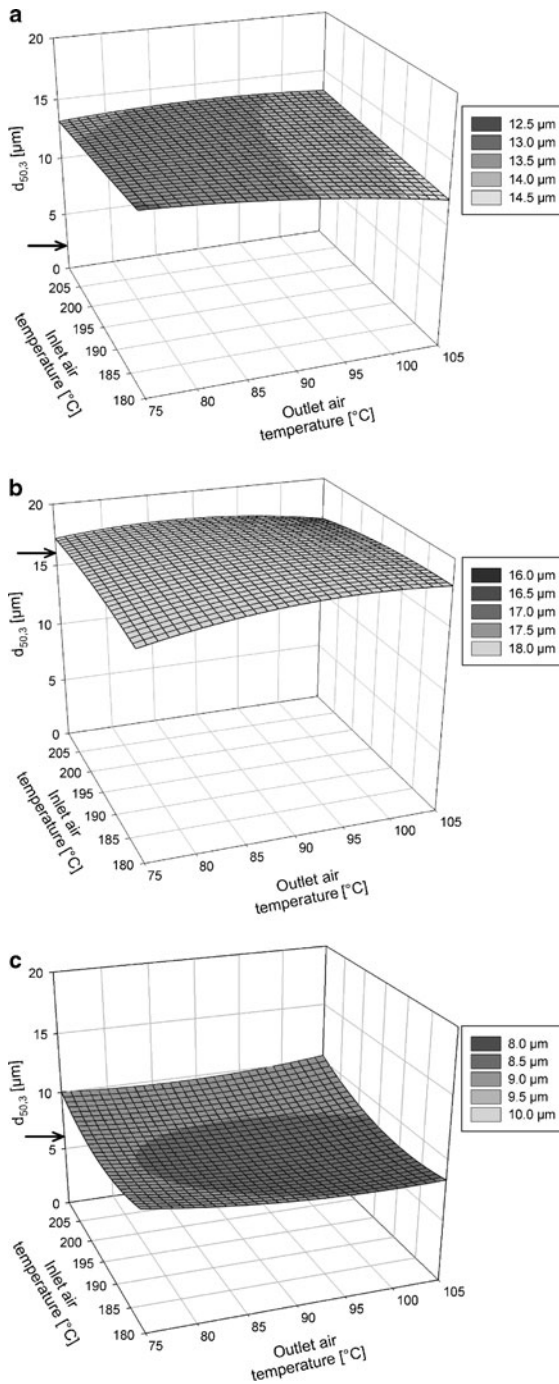 a
20
15
10
5
0
d50,3 [µm]
205
200
195
190
185
180
Inlet air
temperature [°C]
75
80
85
90
95
100
105
Outlet air
temperature [°C]
12.5 µm
13.0 µm
13.5 µm
14.0 µm
14.5 µm
b
20
15
10
5
0
d50,3 [µm]
205
200
195
190
185
180
Inlet air
temperature [°C]
75
80
85
90
95
100
105
Outlet air
temperature [°C]
16.0 µm
16.5 µm
17.0 µm
17.5 µm
18.0 µm
c
20
15
10
5
0
d50,3 [µm]
205
200
195
190
185
180
Inlet air
temperature [°C]
75
80
85
90
95
100
105
Outlet air
temperature [°C]
8.0 µm
8.5 µm
9.0 µm
9.5 µm
10.0 µm